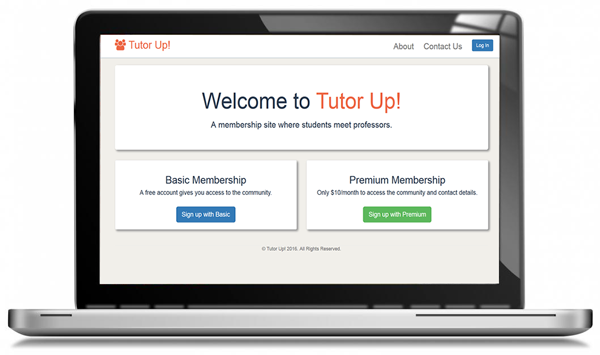 Tutor Up!
About Contact Us Log In
Welcome to Tutor Up!
A membership site where students meet professors.
Basic Membership
A free account gives you access to the community.
Sign up with Basic
Premium Membership
Only $10/month to access the community and contact details.
Sign up with Premium
© Tutor Up! 2016. All Rights Reserved.